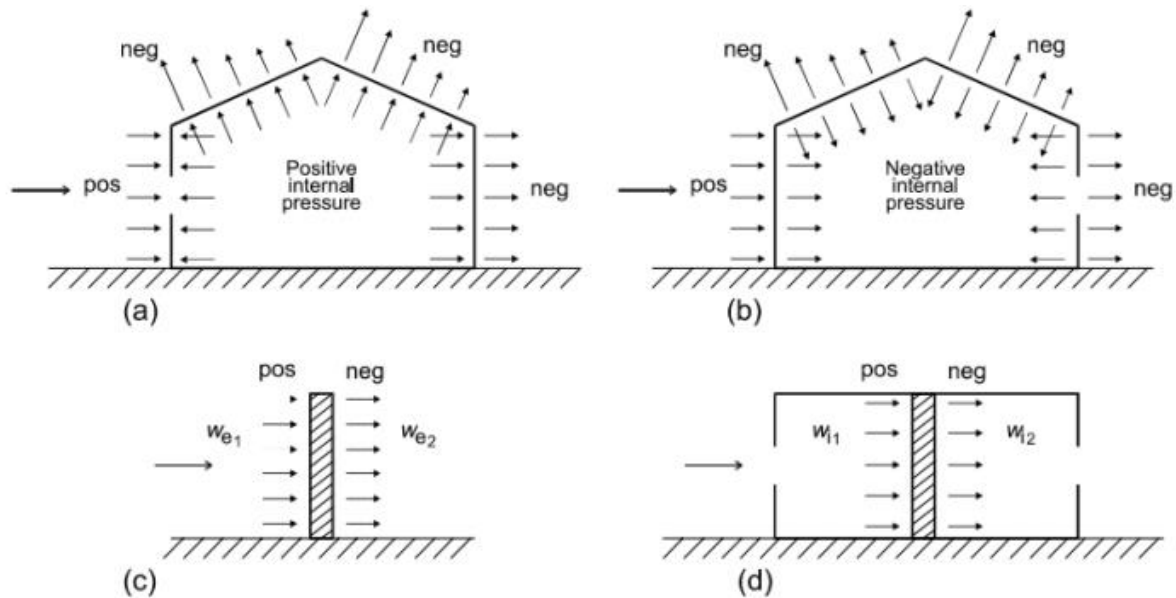 neg
neg
pos
Positive
internal
pressure
neg
(a)
neg
neg
pos
Negative
internal
pressure
neg
(b)
pos neg
we1 we2
(c)
pos neg
wi1 wi2
(d)